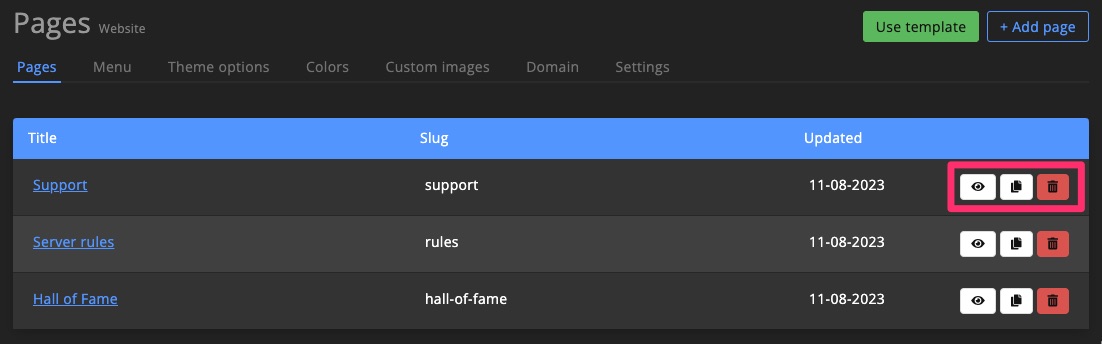 Pages Website
Use template + Add page
Pages Menu Theme options Colors Custom images Domain Settings
Title Slug Updated
Support support 11-08-2023
Server rules rules 11-08-2023
Hall of Fame hall-of-fame 11-08-2023